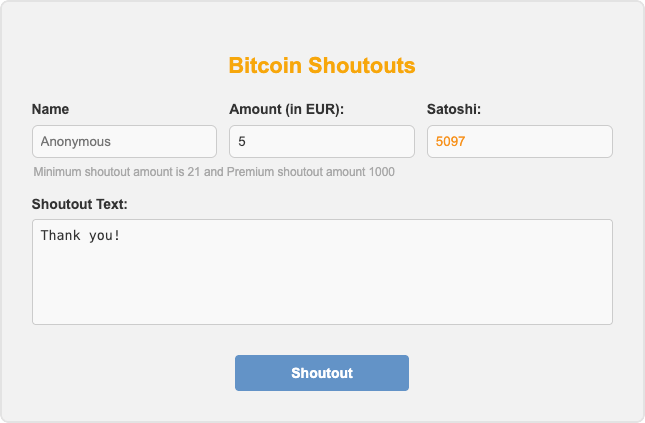 Bitcoin Shoutouts
Name Amount (in EUR): Satoshi:
Anonymous 5 5097
Minimum shoutout amount is 21 and Premium shoutout amount 1000
Shoutout Text:
Thank you!
Shoutout